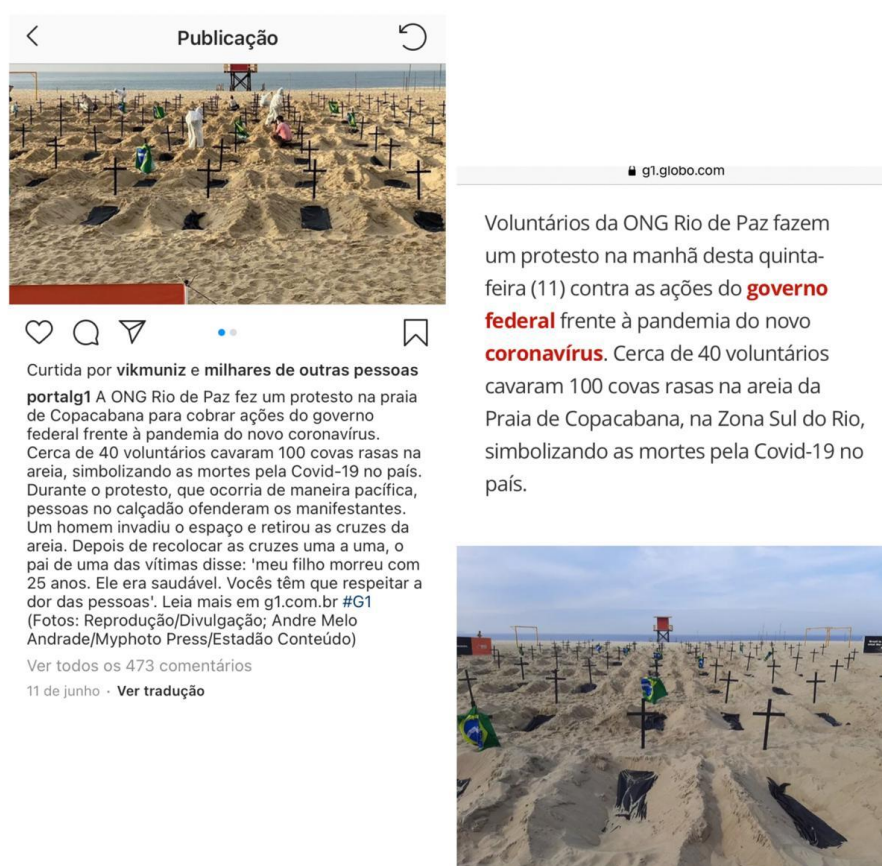 Publicação
Curtida por vikmuniz e milhares de outras pessoas
portalg1 A ONG Rio de Paz fez um protesto na praia
de Copacabana para cobrar ações do governo
federal frente à pandemia do novo coronavírus.
Cerca de 40 voluntários cavaram 100 covas rasas na
areia, simbolizando as mortes pela Covid-19 no país.
Durante o protesto, que ocorria de maneira pacífica,
pessoas no calçadão ofenderam os manifestantes.
Um homem invadiu o espaço e retirou as cruzes da
areia. Depois de recolocar as cruzes uma a uma, o
pai de uma das vítimas disse: 'meu filho morreu com
25 anos. Ele era saudável. Vocês têm que respeitar a
dor das pessoas'. Leia mais em g1.com.br #G1
(Fotos: Reprodução/Divulgação; Andre Melo
Andrade/Myphoto Press/Estadão Conteúdo)
Ver todos os 473 comentários
11 de junho · Ver tradução
g1.globo.com
Voluntários da ONG Rio de Paz fazem
um protesto na manhã desta quinta-
feira (11) contra as ações do governo
federal frente à pandemia do novo
coronavírus. Cerca de 40 voluntários
cavaram 100 covas rasas na areia da
Praia de Copacabana, na Zona Sul do Rio,
simbolizando as mortes pela Covid-19 no
país.